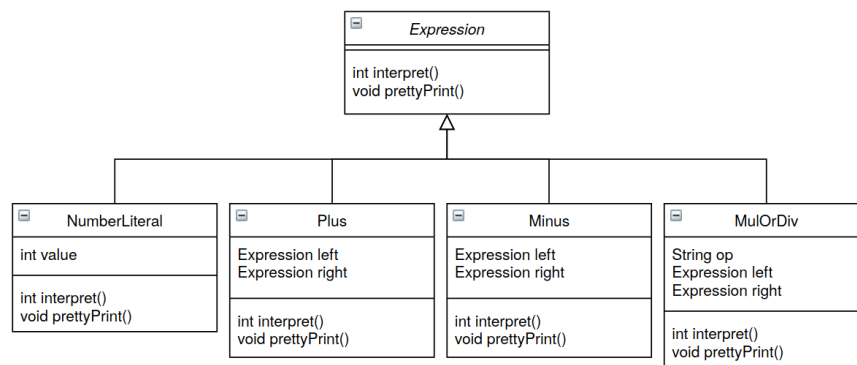 Expression
int interpret()
void prettyPrint()
NumberLiteral
int value
int interpret()
void prettyPrint()
Plus
Expression left
Expression right
int interpret()
void prettyPrint()
Minus
Expression left
Expression right
int interpret()
void prettyPrint()
MulOrDiv
String op
Expression left
Expression right
int interpret()
void prettyPrint()